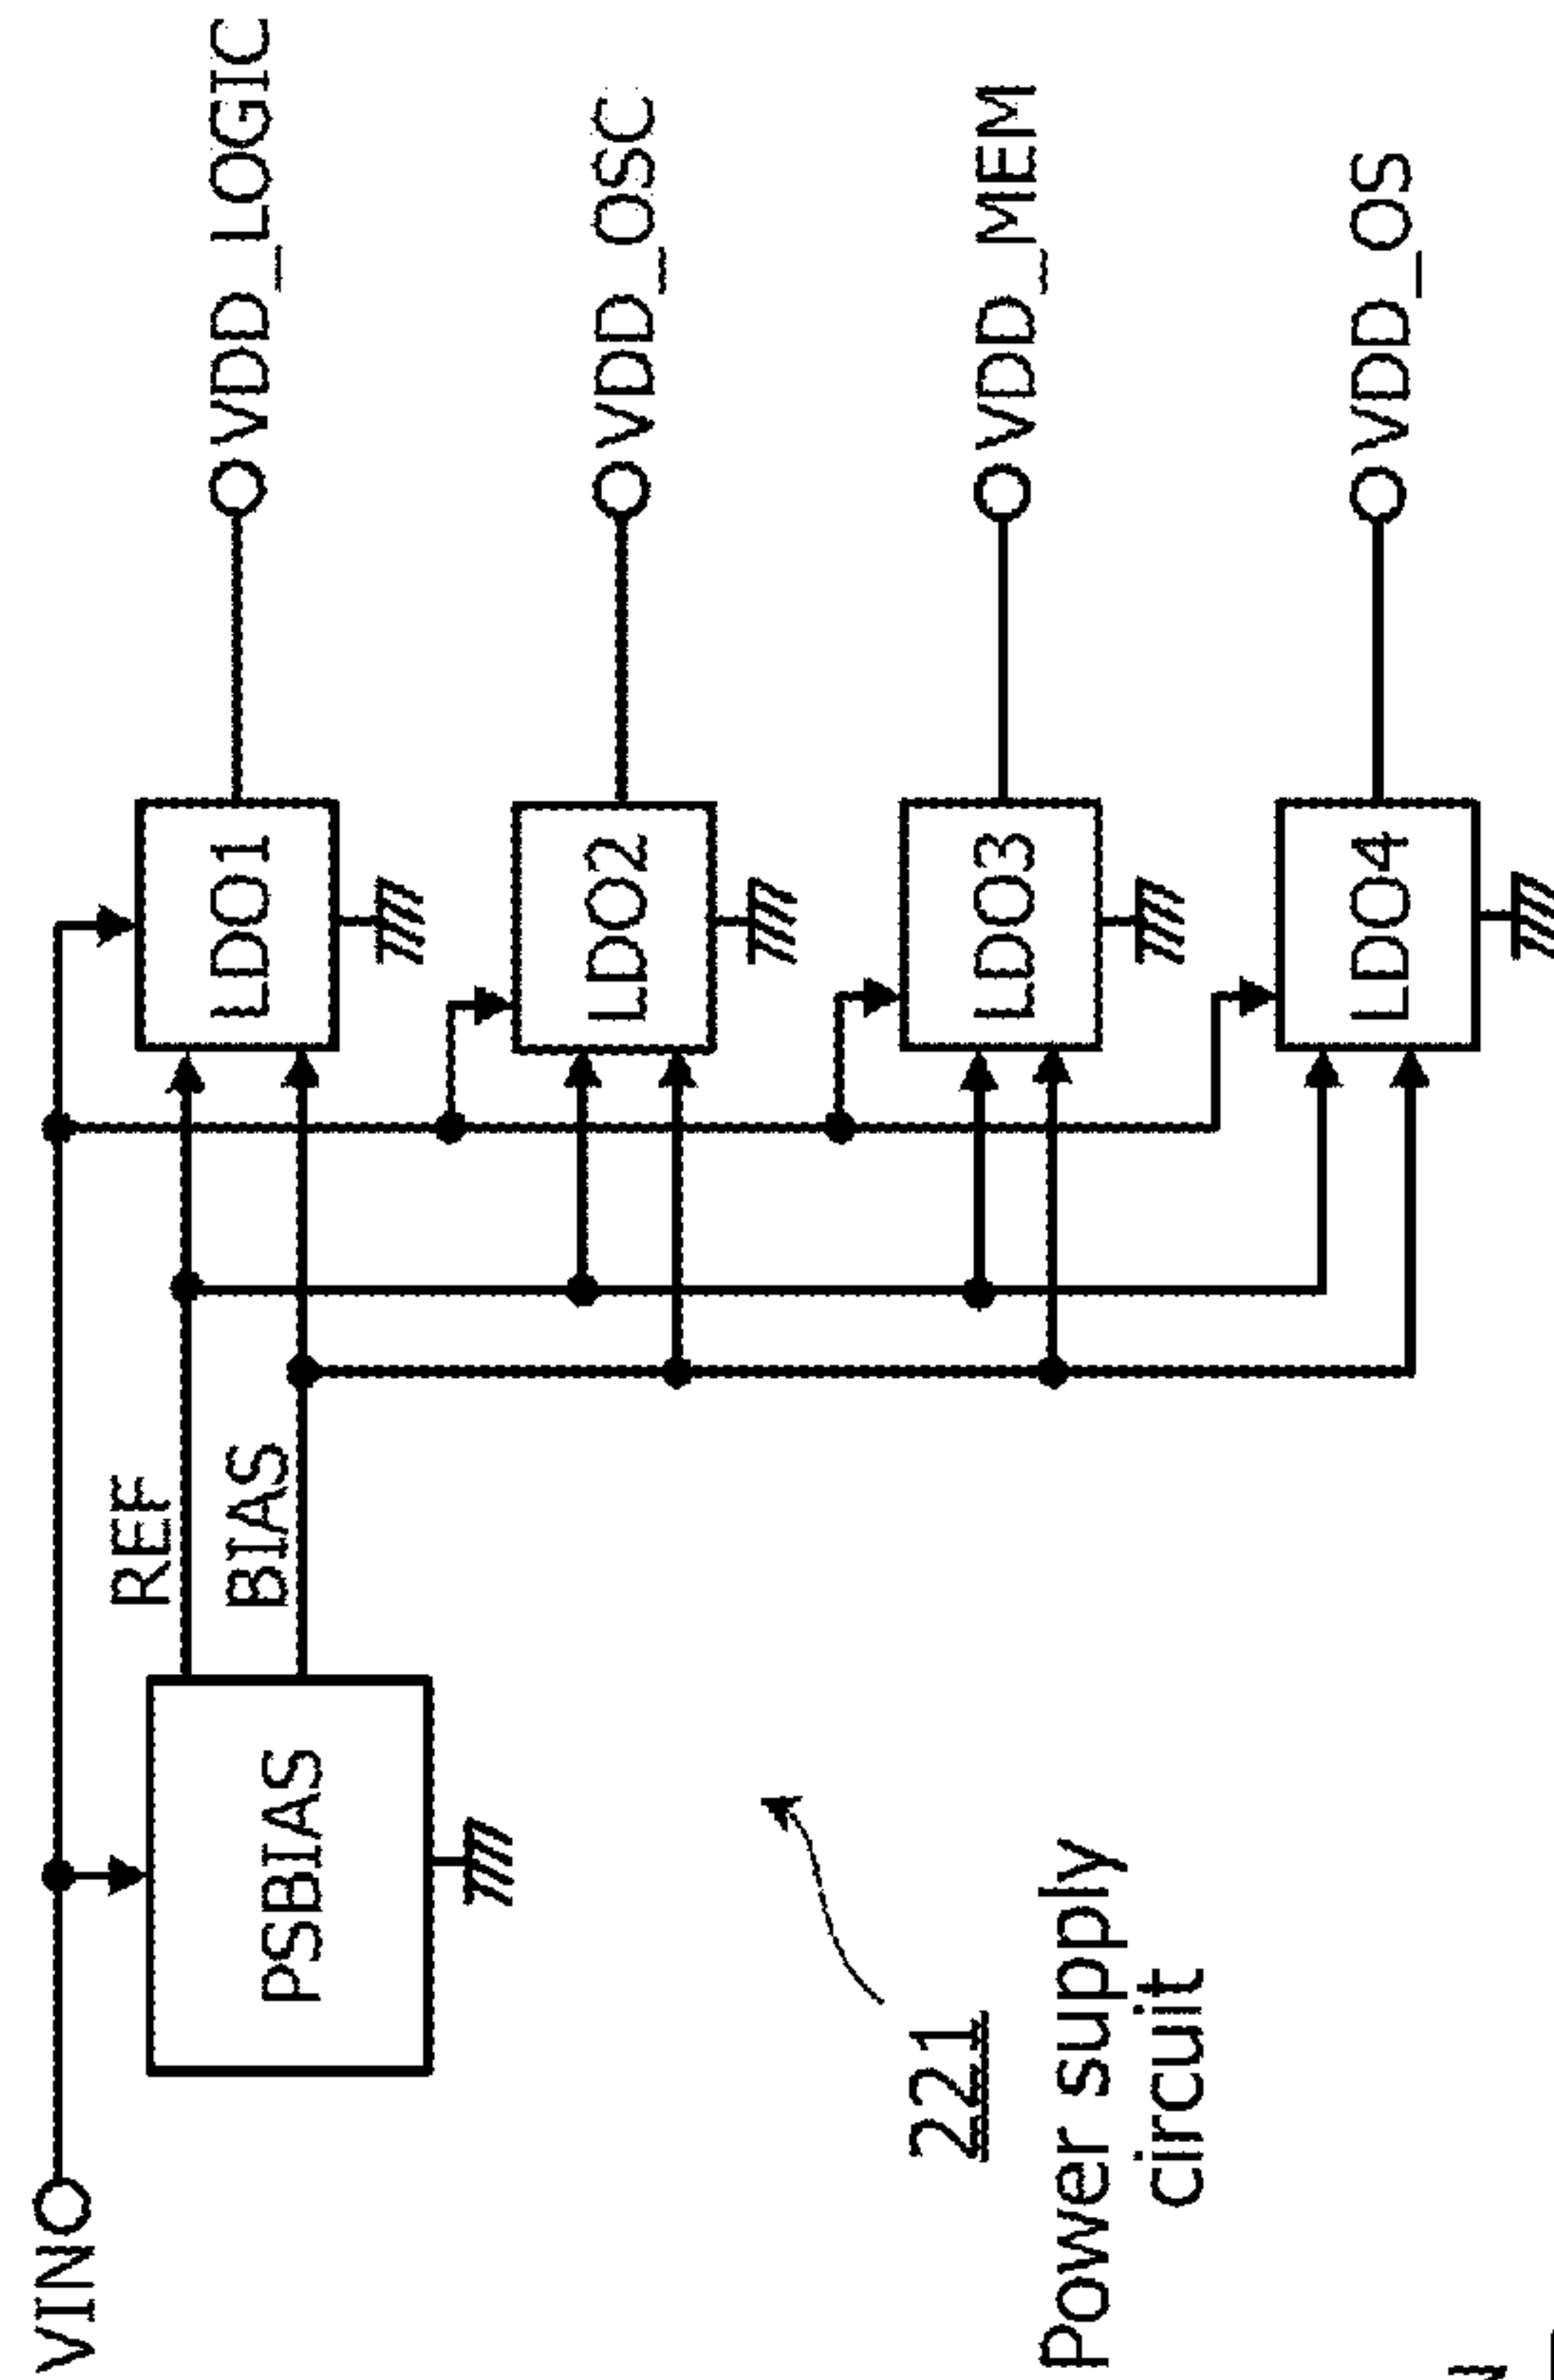 VIN
REF
BIAS
PSBIAS
LDO1
VDD_LOGIC
LDO2
VDD_OSC
LDO3
VDD_MEM
LDO4
VDD_OS
221
Power supply
circuit